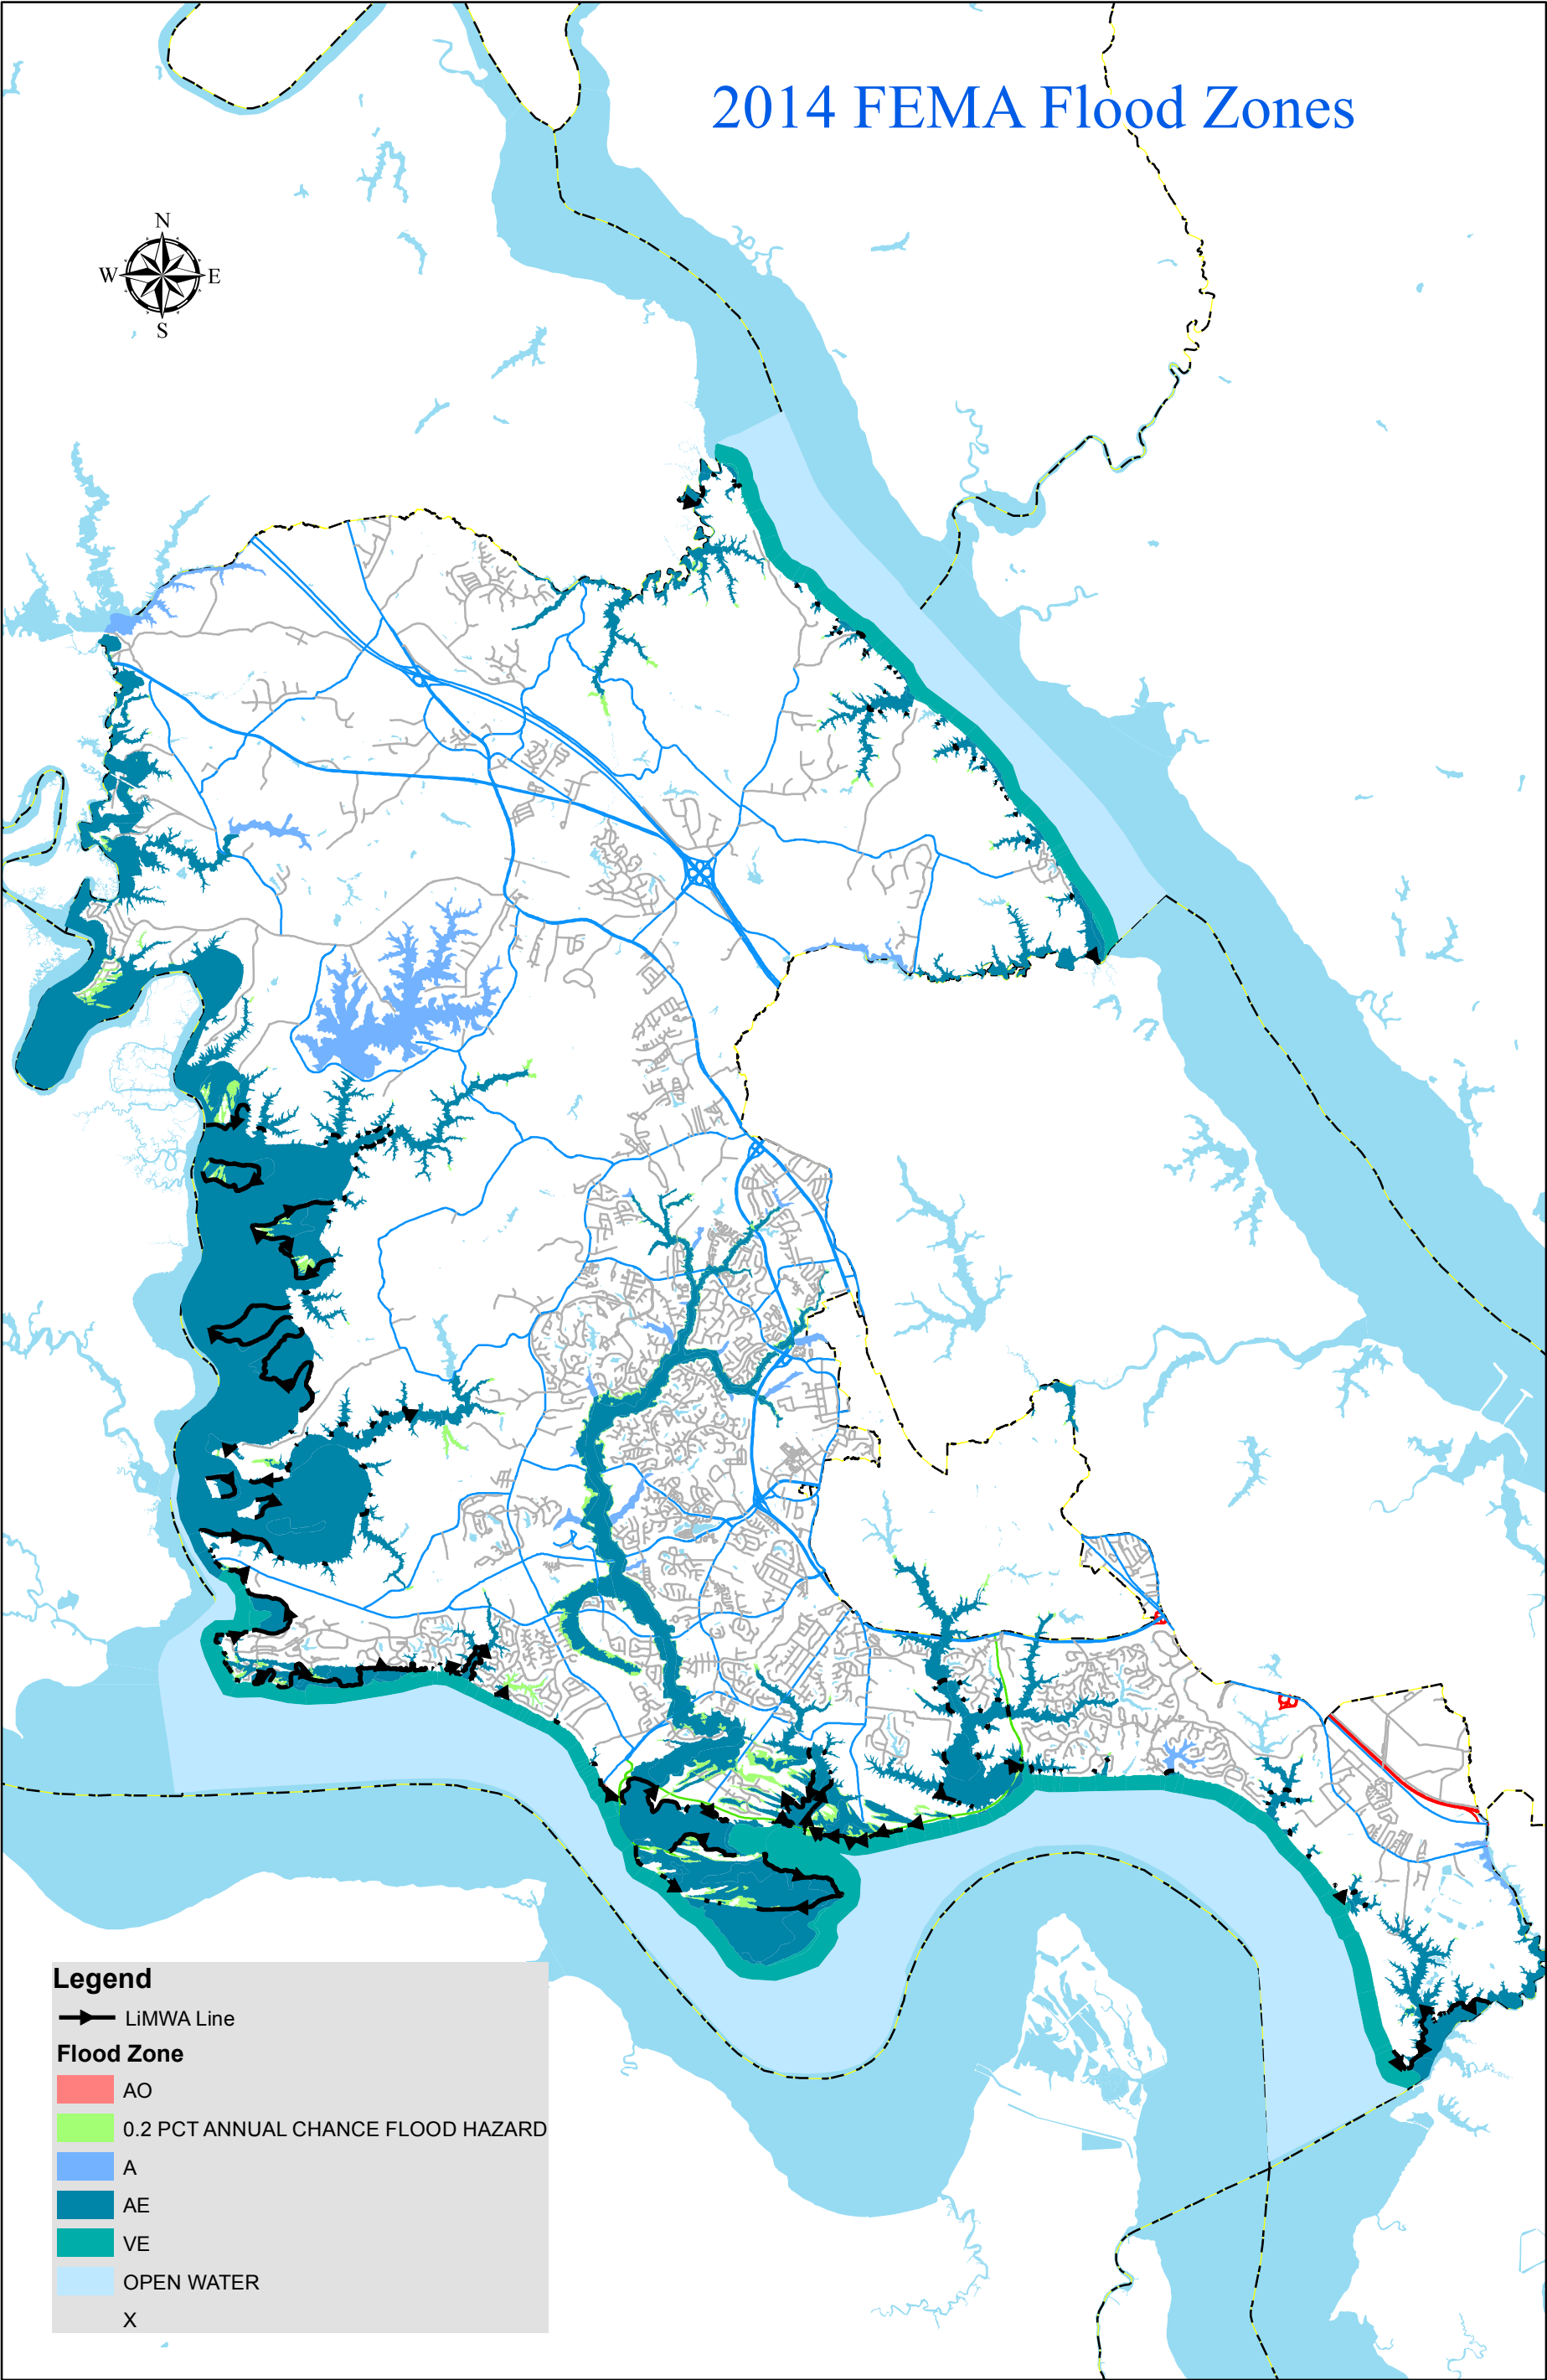 2014 FEMA Flood Zones
N
W E
S
Legend
LiMWA Line
Flood Zone
AO
0.2 PCT ANNUAL CHANCE FLOOD HAZARD
A
AE
VE
OPEN WATER
X